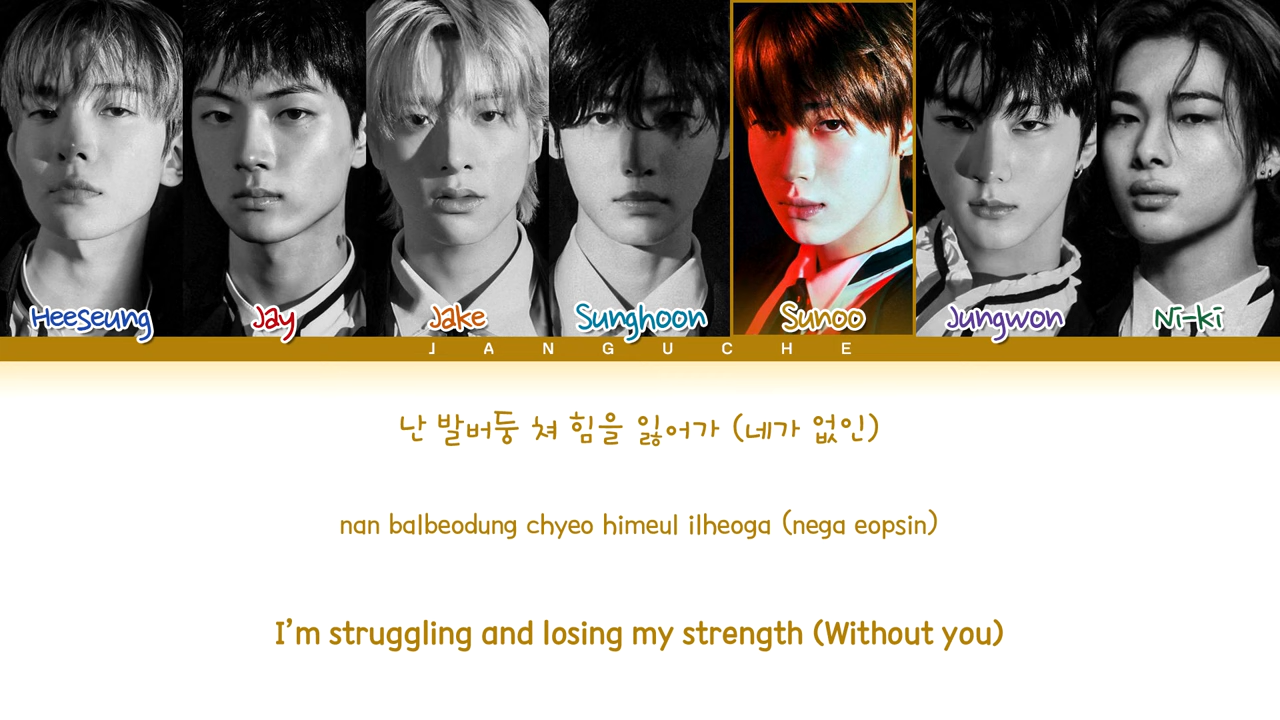 Heeseung Jay Jake Sunghoon Sunoo Jungwon Ni-ki
JANGUCHE
난 발버둥 쳐 힘을 잃어가 (네가 없인)
nan balbeodung chyeo himeul ilheoga (nega eopsin)
I'm struggling and losing my strength (Without you)